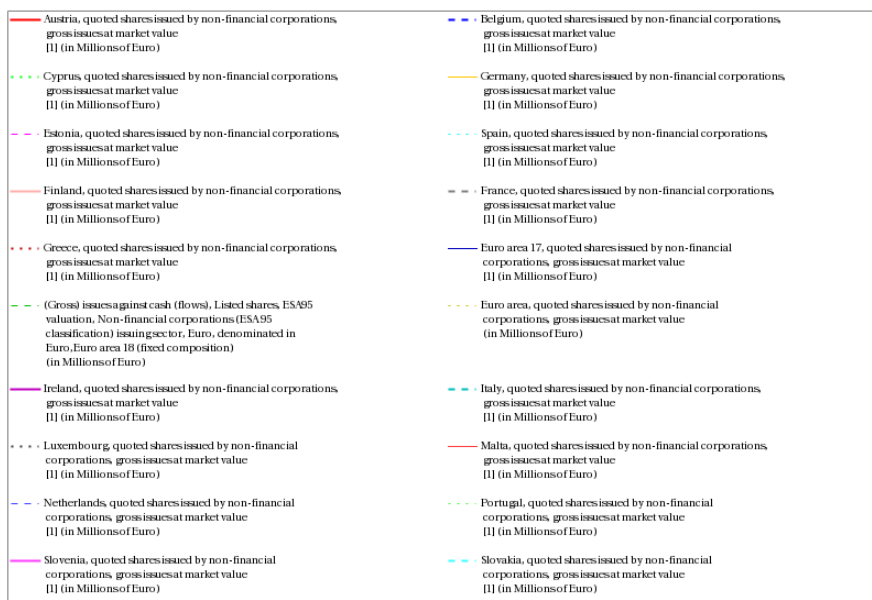 Austria, quoted shares issued by non-financial corporations,
gross issues at market value
[1] (in Millions of Euro)
Belgium, quoted shares issued by non-financial corporations,
gross issues at market value
[1] (in Millions of Euro)
Cyprus, quoted shares issued by non-financial corporations,
gross issues at market value
[1] (in Millions of Euro)
Germany, quoted shares issued by non-financial corporations,
gross issues at market value
[1] (in Millions of Euro)
Estonia, quoted shares issued by non-financial corporations,
gross issues at market value
[1] (in Millions of Euro)
Spain, quoted shares issued by non-financial corporations,
gross issues at market value
[1] (in Millions of Euro)
Finland, quoted shares issued by non-financial corporations,
gross issues at market value
[1] (in Millions of Euro)
France, quoted shares issued by non-financial corporations,
gross issues at market value
[1] (in Millions of Euro)
Greece, quoted shares issued by non-financial corporations,
gross issues at market value
[1] (in Millions of Euro)
Euro area 17, quoted shares issued by non-financial
corporations, gross issues at market value
[1] (in Millions of Euro)
(Gross) issues against cash (flows), Listed shares, ESA95
valuation, Non-financial corporations (ESA95
classification) issuing sector, Euro, denominated in
Euro, Euro area 18 (fixed composition)
(in Millions of Euro)
Euro area, quoted shares issued by non-financial
corporations, gross issues at market value
(in Millions of Euro)
Ireland, quoted shares issued by non-financial corporations,
gross issues at market value
[1] (in Millions of Euro)
Italy, quoted shares issued by non-financial corporations,
gross issues at market value
[1] (in Millions of Euro)
Luxembourg, quoted shares issued by non-financial
corporations, gross issues at market value
[1] (in Millions of Euro)
Malta, quoted shares issued by non-financial corporations,
gross issues at market value
[1] (in Millions of Euro)
Netherlands, quoted shares issued by non-financial
corporations, gross issues at market value
[1] (in Millions of Euro)
Portugal, quoted shares issued by non-financial
corporations, gross issues at market value
[1] (in Millions of Euro)
Slovenia, quoted shares issued by non-financial
corporations, gross issues at market value
[1] (in Millions of Euro)
Slovakia, quoted shares issued by non-financial
corporations, gross issues at market value
[1] (in Millions of Euro)